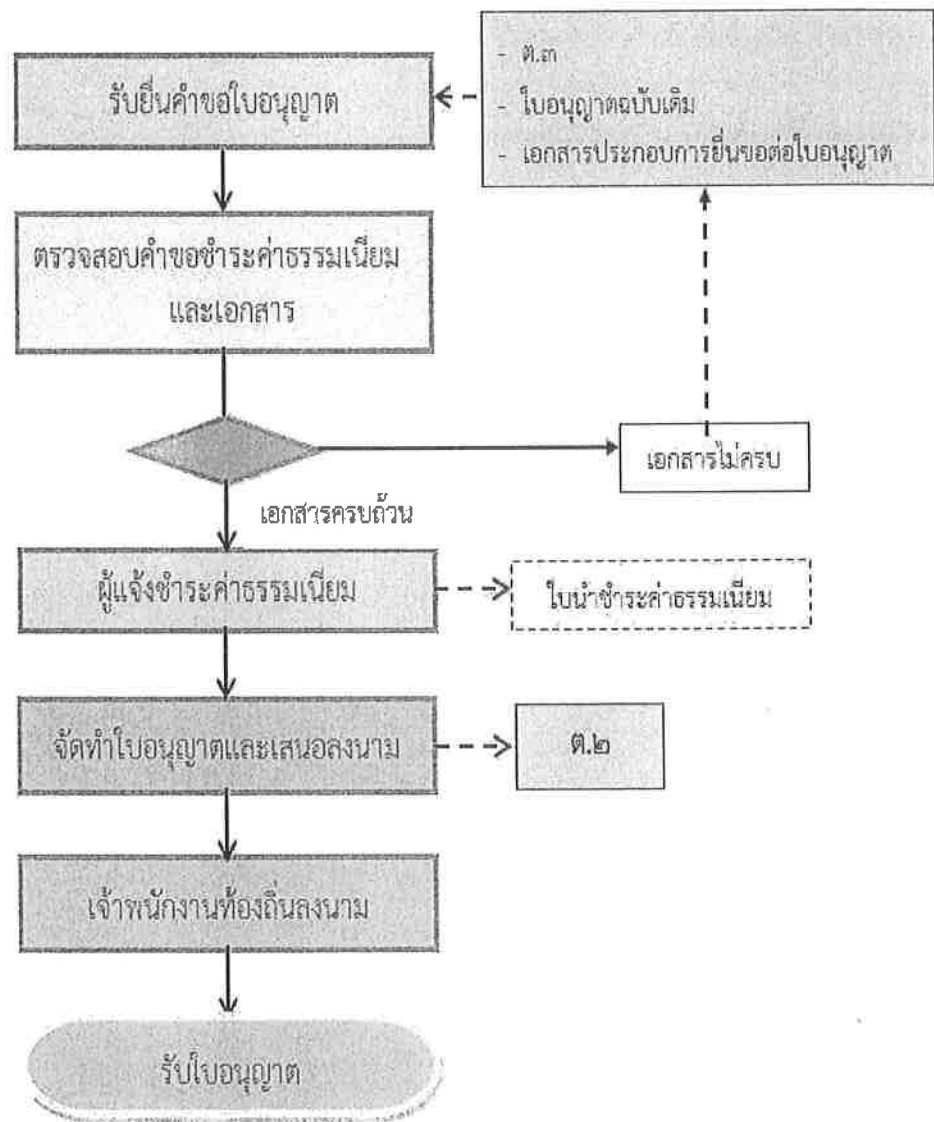 รับยื่นคำขอใบอนุญาต
- ต.๓
- ใบอนุญาตฉบับเดิม
- เอกสารประกอบการยื่นขอต่อใบอนุญาต
ตรวจสอบคำขอชำระค่าธรรมเนียม
และเอกสาร
เอกสารไม่ครบ
เอกสารครบถ้วน
ผู้แจ้งชำระค่าธรรมเนียม
ใบนำชำระค่าธรรมเนียม
จัดทำใบอนุญาตและเสนอลงนาม
ต.๒
เจ้าพนักงานท้องถิ่นลงนาม
รับใบอนุญาต